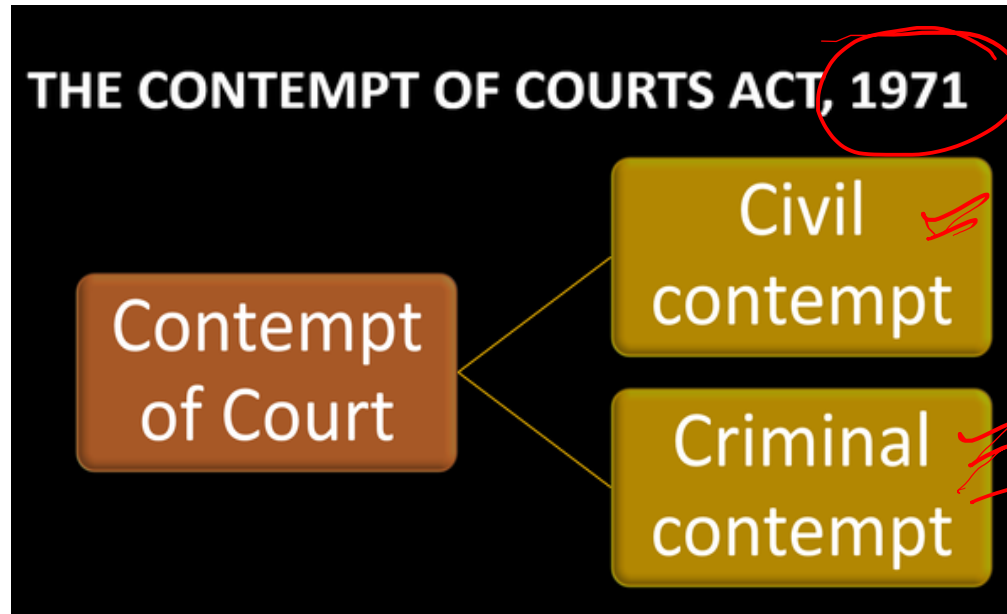 THE CONTEMPT OF COURTS ACT, 1971
Contempt
of Court
Civil
contempt
Criminal
contempt